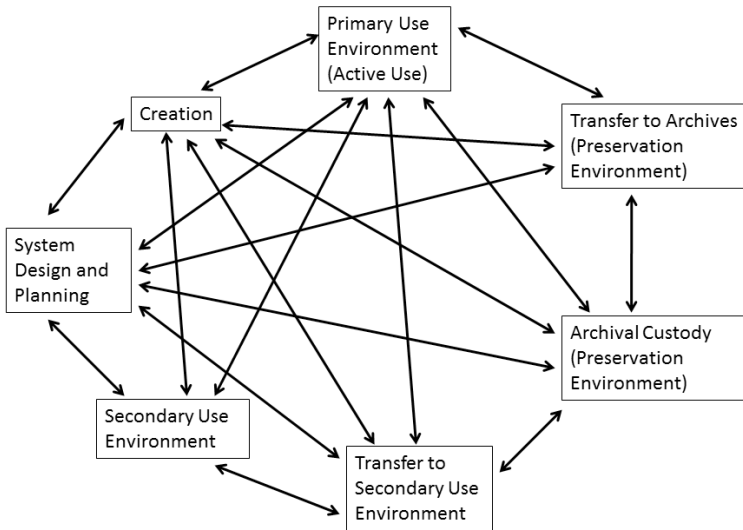 Primary Use
Environment
(Active Use)
Creation
Transfer to Archives
(Preservation
Environment)
System
Design and
Planning
Archival Custody
(Preservation
Environment)
Secondary Use
Environment
Transfer to
Secondary Use
Environment